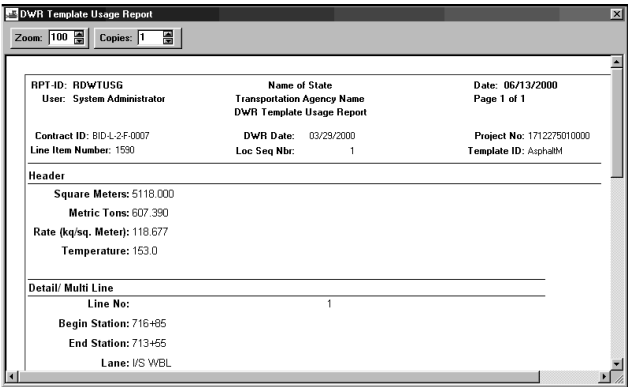 DWR Template Usage Report
Zoom: 100 Copies: 1
RPT-ID: RDWTUSG Name of State Date: 06/13/2000
User: System Administrator Transportation Agency Name Page 1 of 1
DWR Template Usage Report
Contract ID: BID-L-2-F-0007 DWR Date: 03/29/2000 Project No: 1712275010000
Line Item Number: 1590 Loc Seq Nbr: 1 Template ID: AsphaltM
Header
Square Meters: 5118.000
Metric Tons: 607.390
Rate (kg/sq. Meter): 118.677
Temperature: 153.0
Detail/ Multi Line
Line No: 1
Begin Station: 716+85
End Station: 713+55
Lane: I/S WBL